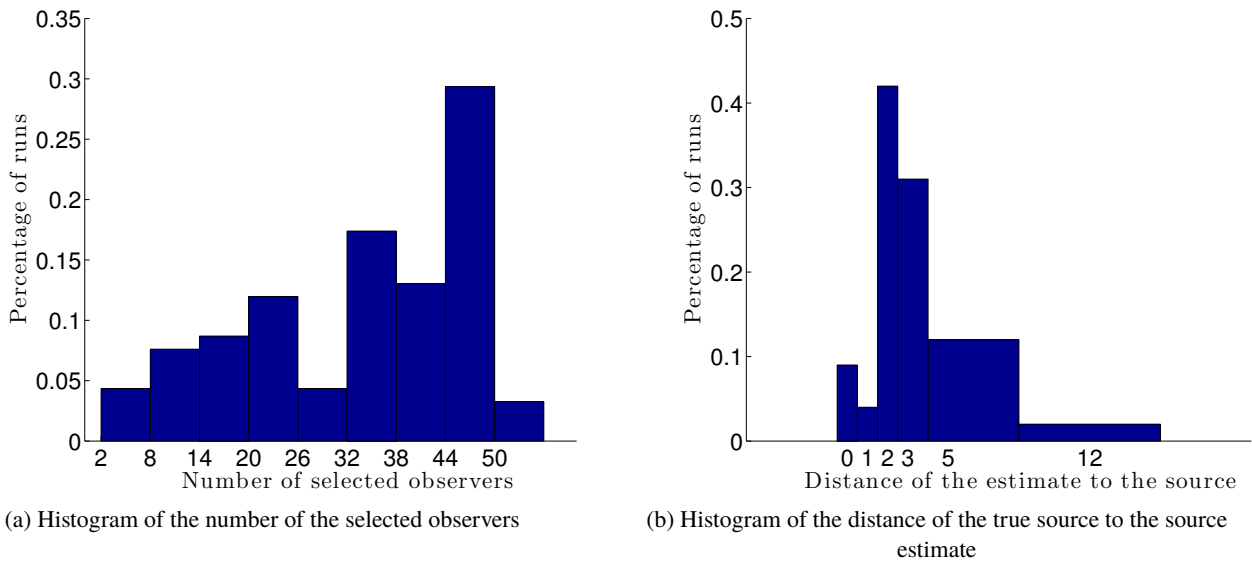 0.35
0.3
0.25
0.2
0.15
0.1
0.05
0
Percentage of runs
2 8 14 20 26 32 38 44 50
Number of selected observers
(a) Histogram of the number of the selected observers
0.5
0.4
0.3
0.2
0.1
0
Percentage of runs
0 1 2 3 5 12
Distance of the estimate to the source
(b) Histogram of the distance of the true source to the source
estimate